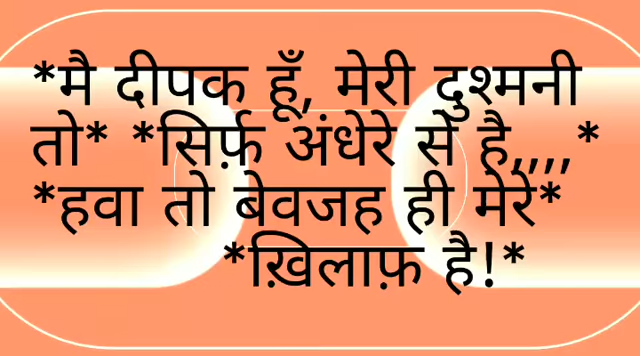 *मै दीपक हूँ, मेरी दुश्मनी
तो* *सिर्फ़ अंधेरे से है,,,,*
*हवा तो बेवजह ही मेरे*
*ख़िलाफ़ है!*